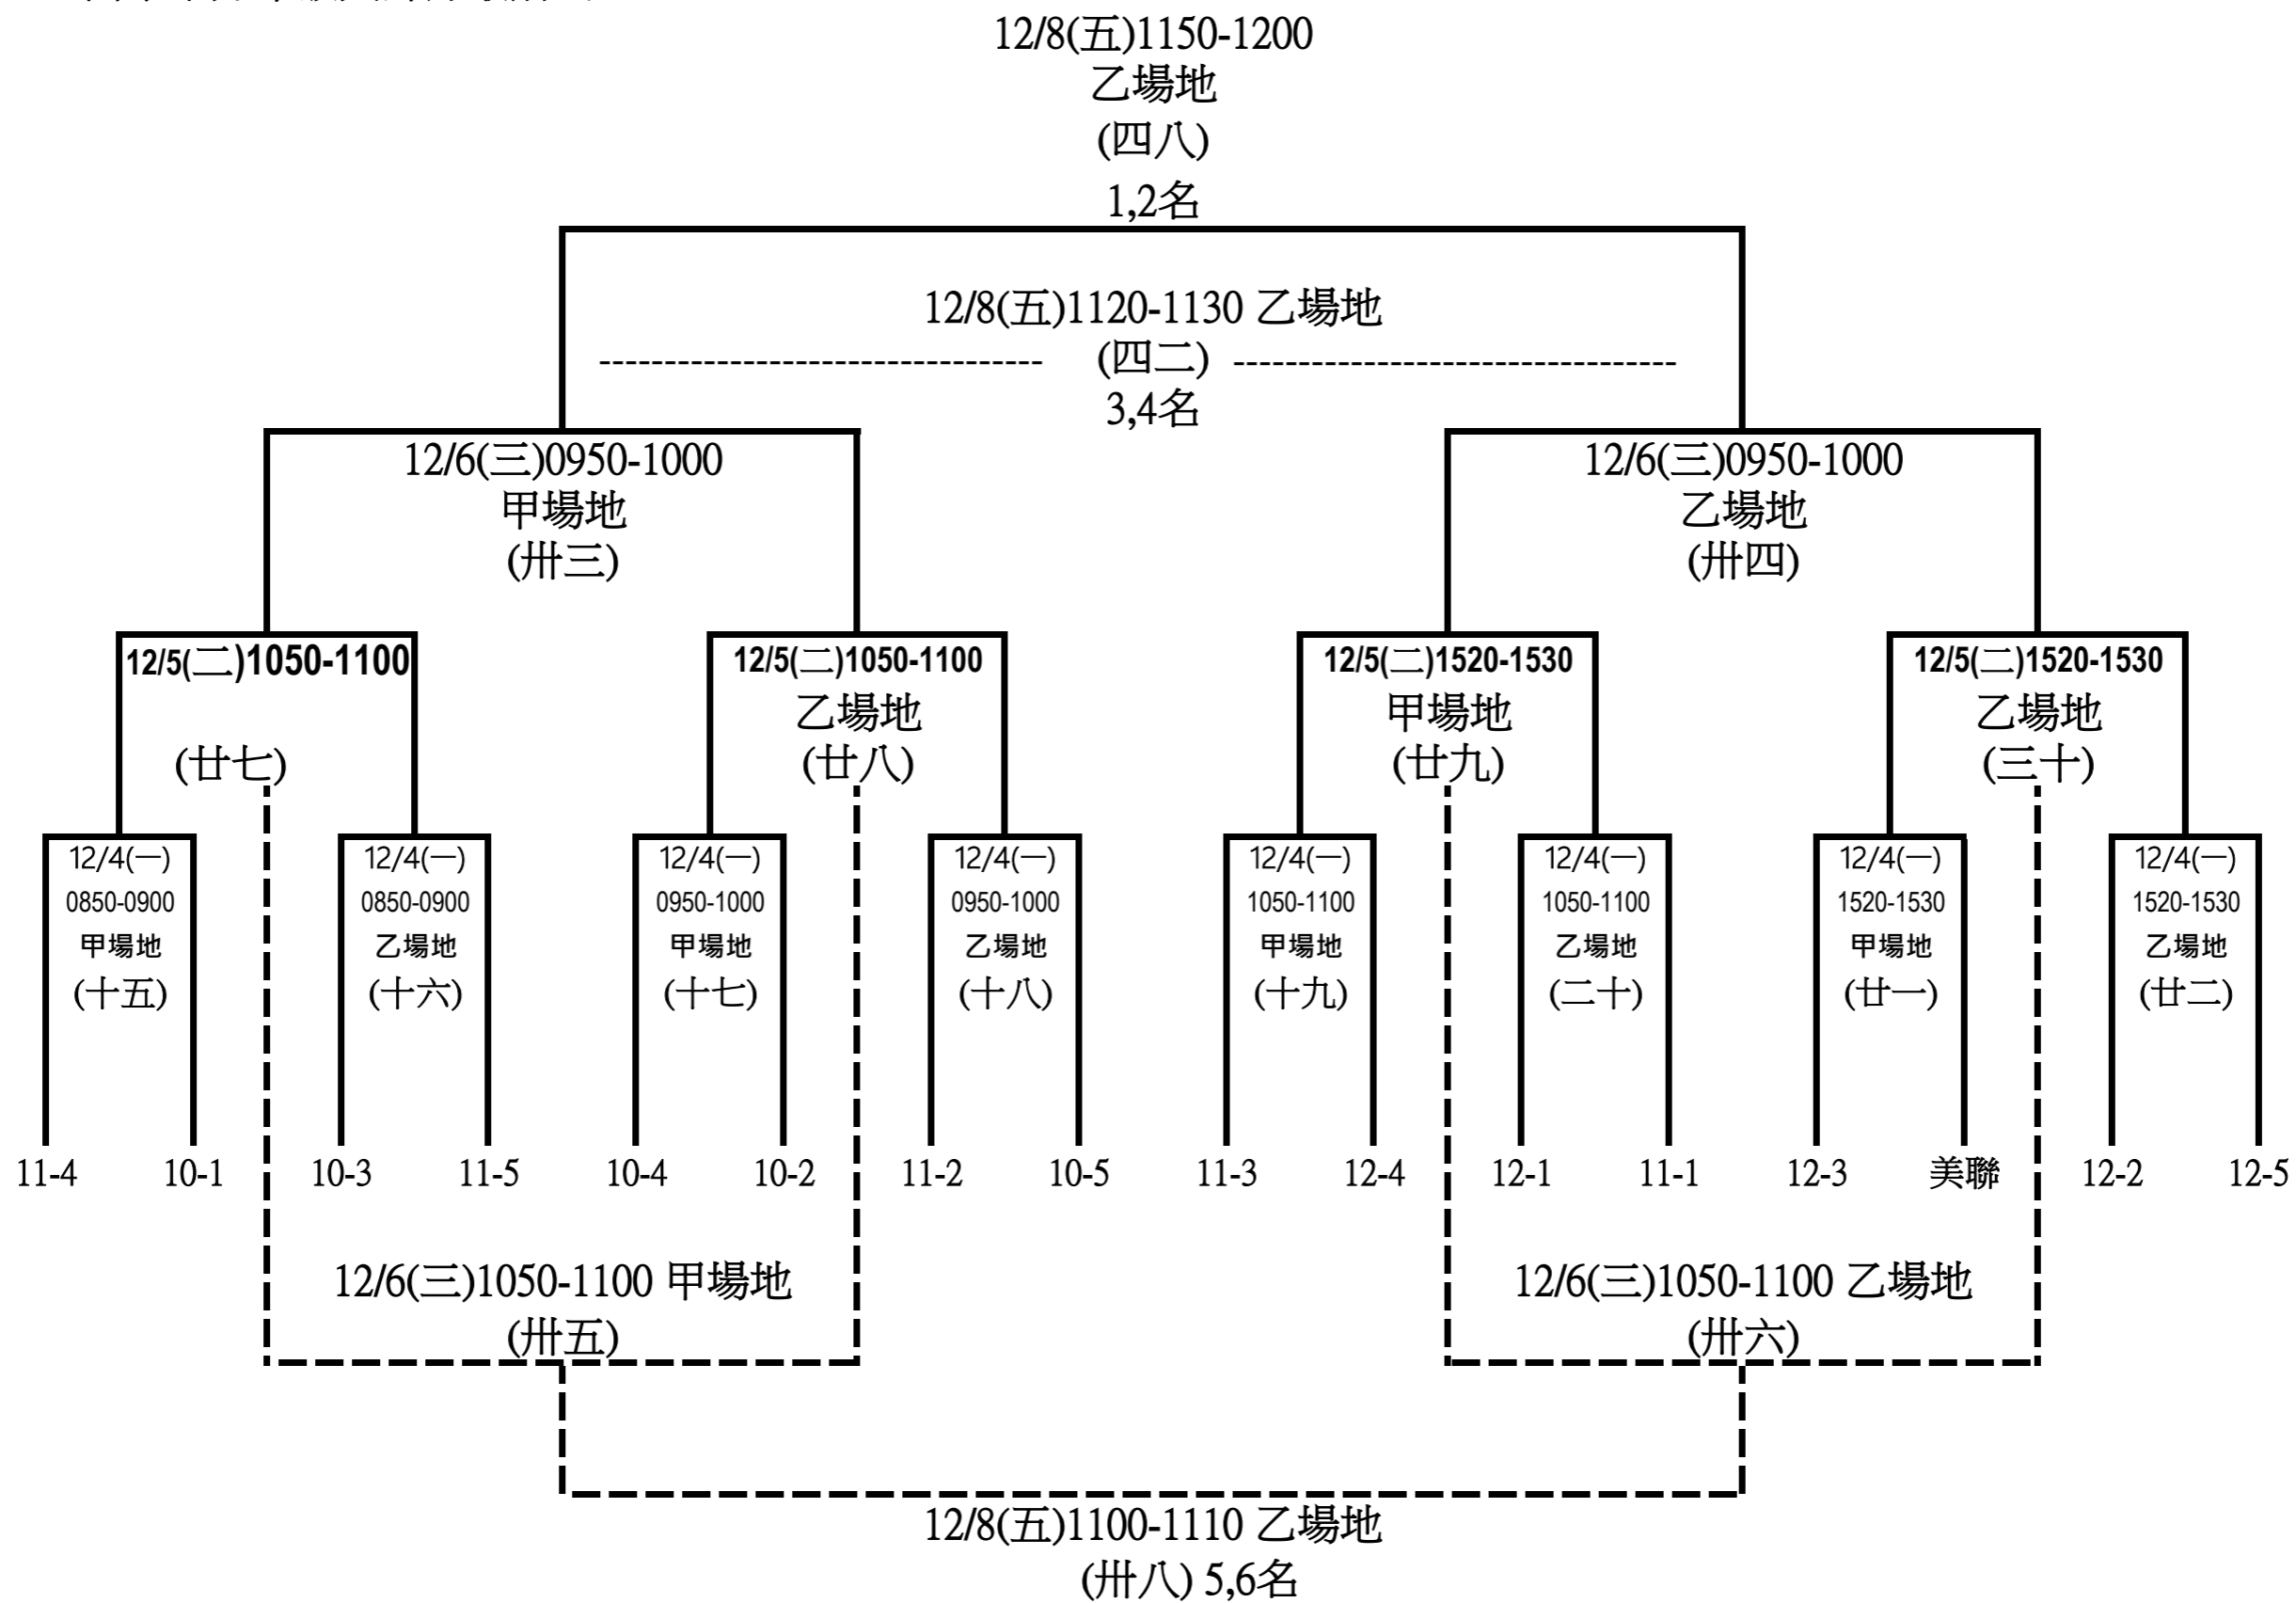 12/8(五)1150-1200
乙場地
(四八)
1,2名
12/8(五)1120-1130 乙場地
(四二)
3,4名
12/6(三)0950-1000
甲場地
(卅三)
12/6(三)0950-1000
乙場地
(卅四)
12/5(二)1050-1100
(廿七)
12/5(二)1050-1100
乙場地
(廿八)
12/5(二)1520-1530
甲場地
(廿九)
12/5(二)1520-1530
乙場地
(三十)
12/4(一)
0850-0900
甲場地
(十五)
12/4(一)
0850-0900
乙場地
(十六)
12/4(一)
0950-1000
甲場地
(十七)
12/4(一)
0950-1000
乙場地
(十八)
12/4(一)
1050-1100
甲場地
(十九)
12/4(一)
1050-1100
乙場地
(二十)
12/4(一)
1520-1530
甲場地
(廿一)
12/4(一)
1520-1530
乙場地
(廿二)
11-4 10-1 10-3 11-5 10-4 10-2 11-2 10-5 11-3 12-4 12-1 11-1 12-3 美聯 12-2 12-5
12/6(三)1050-1100 甲場地
(卅五)
12/6(三)1050-1100 乙場地
(卅六)
12/8(五)1100-1110 乙場地
(卅八) 5,6名